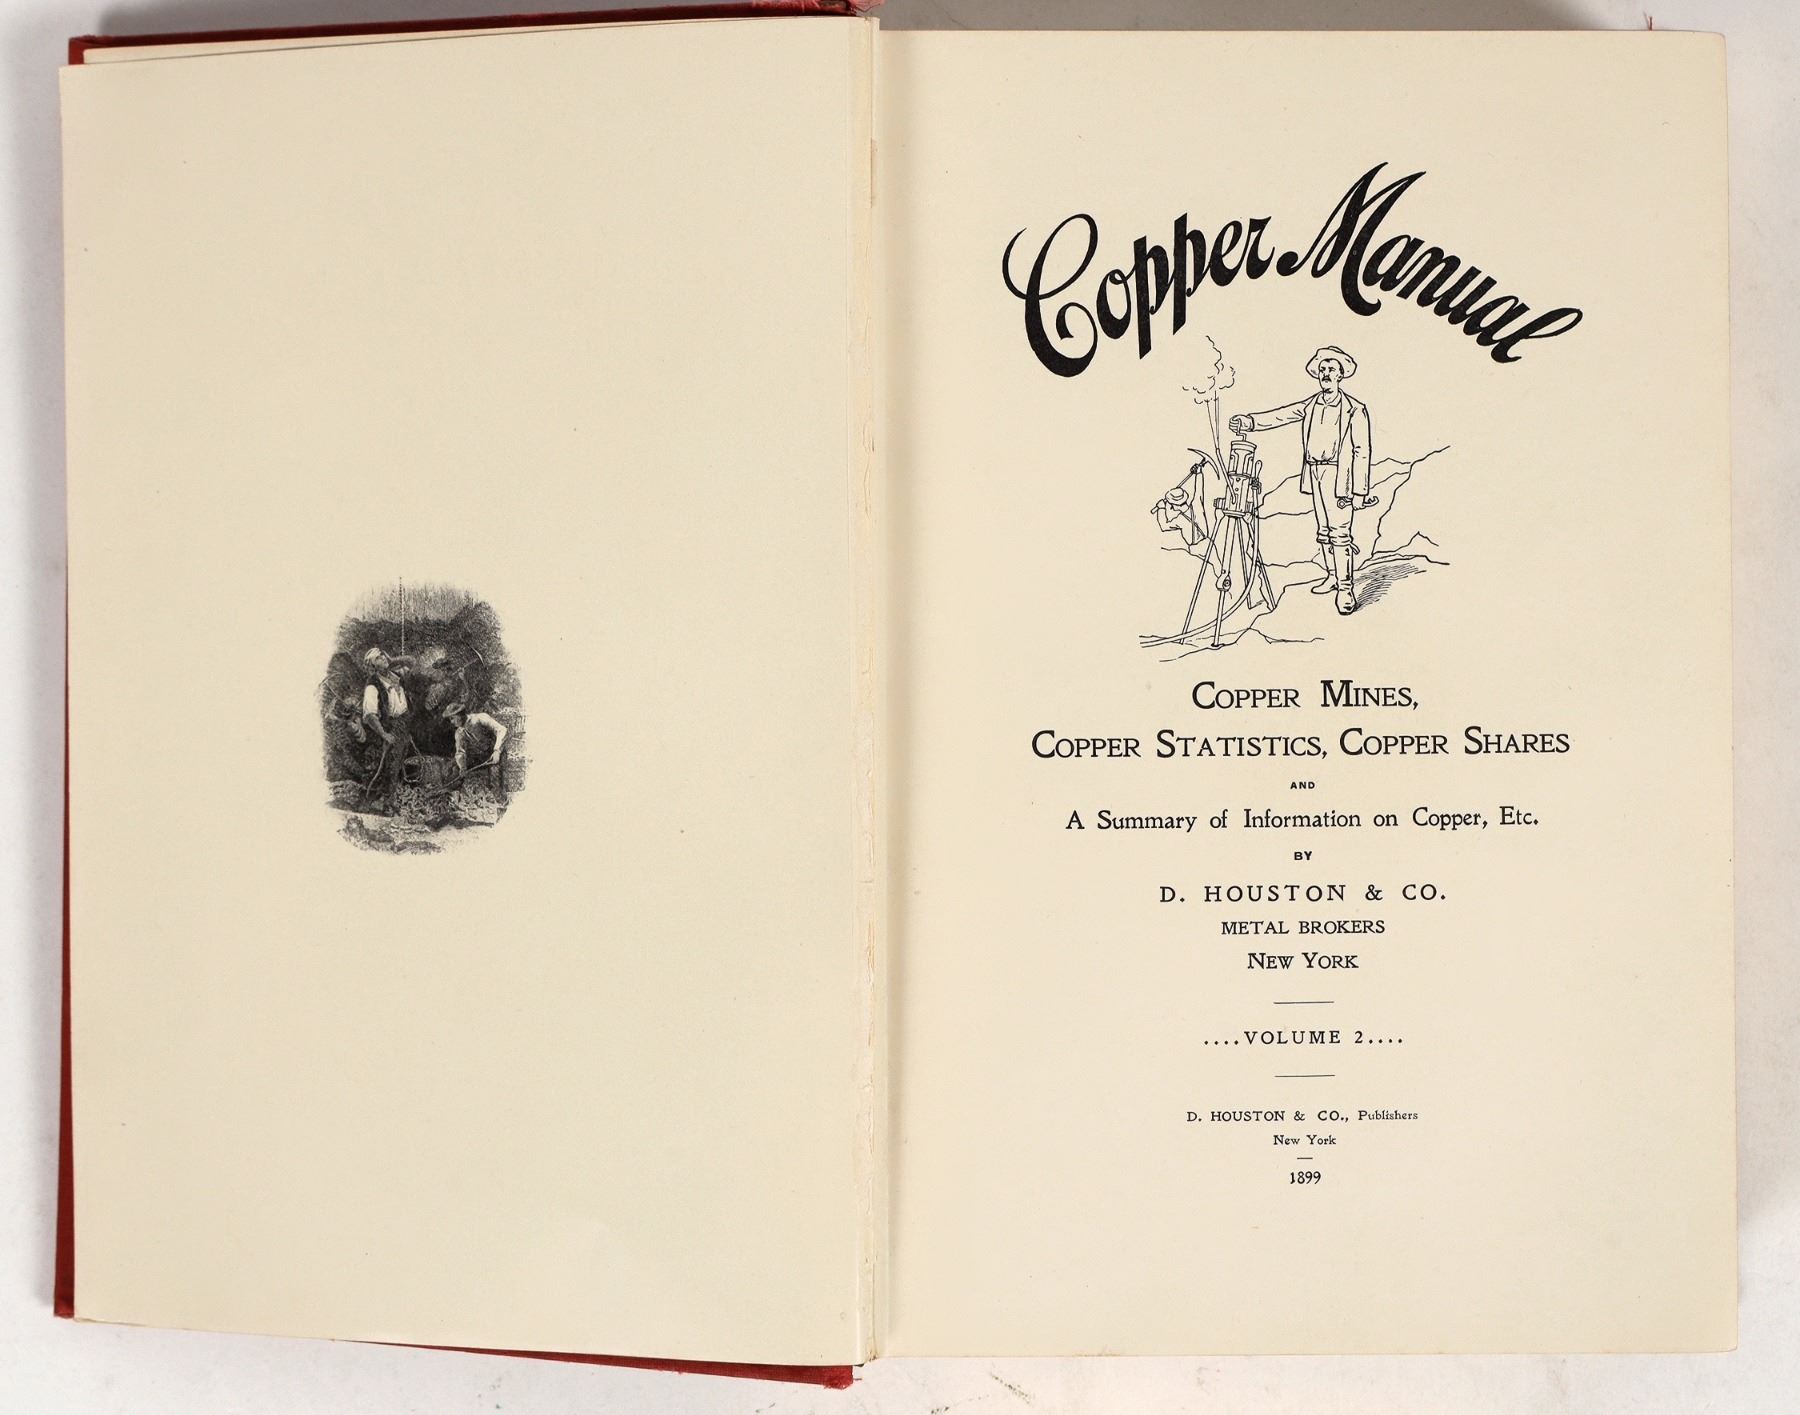 Copper Manual
COPPER MINES,
COPPER STATISTICS, COPPER SHARES
AND
A Summary of Information on Copper, Etc.
BY
D. HOUSTON & CO.
METAL BROKERS
NEW YORK
....VOLUME 2....
D. HOUSTON & CO., Publishers
New York
1899